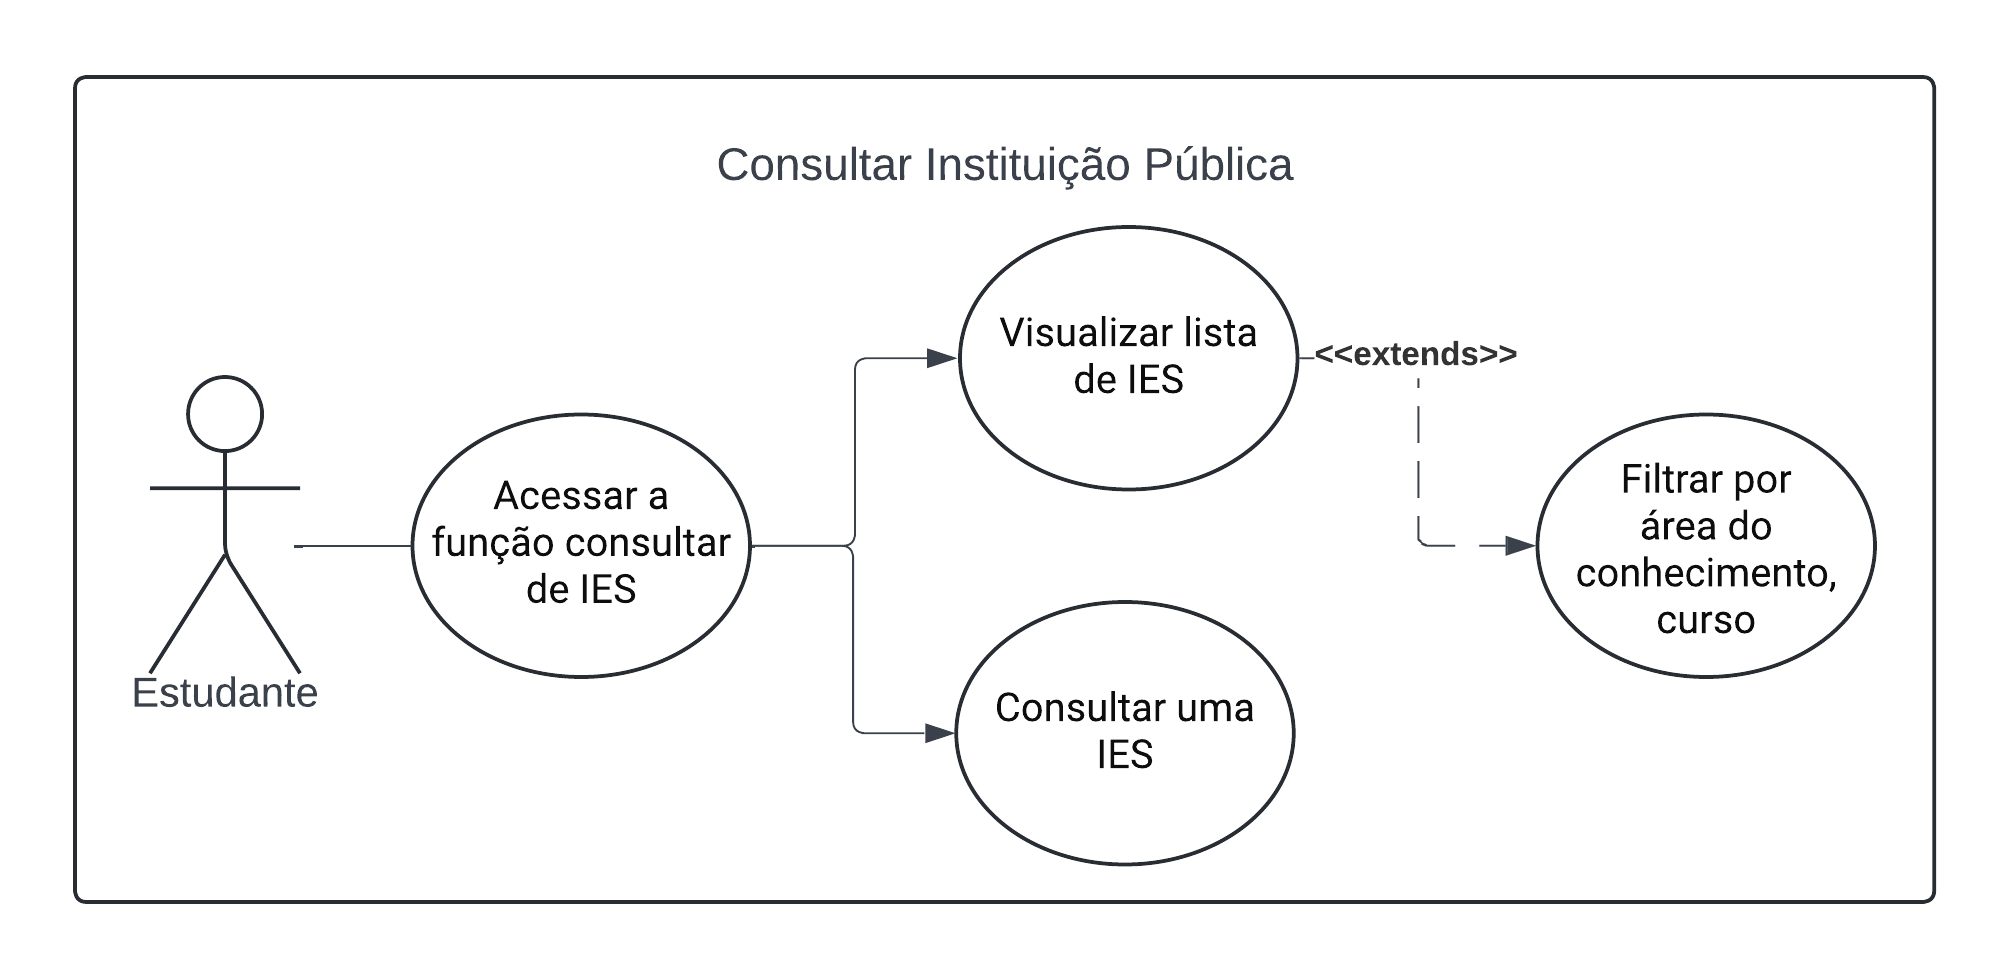 Consultar Instituição Pública
Estudante
Acessar a
função consultar
de IES
Visualizar lista
de IES
<<extends>>
Filtrar por
área do
conhecimento,
curso
Consultar uma
IES